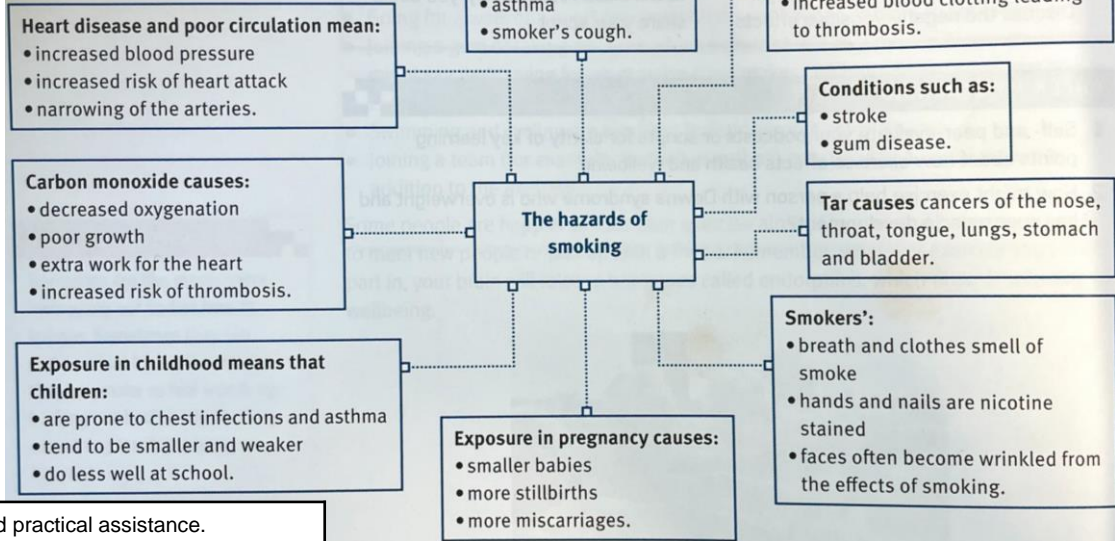 • asthma
• smoker's cough.
• increased blood clotting leading
to thrombosis.
Heart disease and poor circulation mean:
• increased blood pressure
• increased risk of heart attack
• narrowing of the arteries.
Conditions such as:
• stroke
• gum disease.
Carbon monoxide causes:
• decreased oxygenation
• poor growth
• extra work of the heart
• increased risk of thrombosis.
The hazards of
smoking
Tar causes cancers of the nose,
throat, tongue, lungs, stomach
and bladder.
Exposure in childhood means that
children:
• are prone to chest infections and asthma
• tend to be smaller and weaker
• do less well at school.
Exposure in pregnancy causes:
• smaller babies
• more stillbirths
• more miscarriages.
Smokers':
• breath and clothes smell of
smoke
• hands and nails are nicotine
stained
• faces often become wrinkled from
the effects of smoking.
practical assistance.